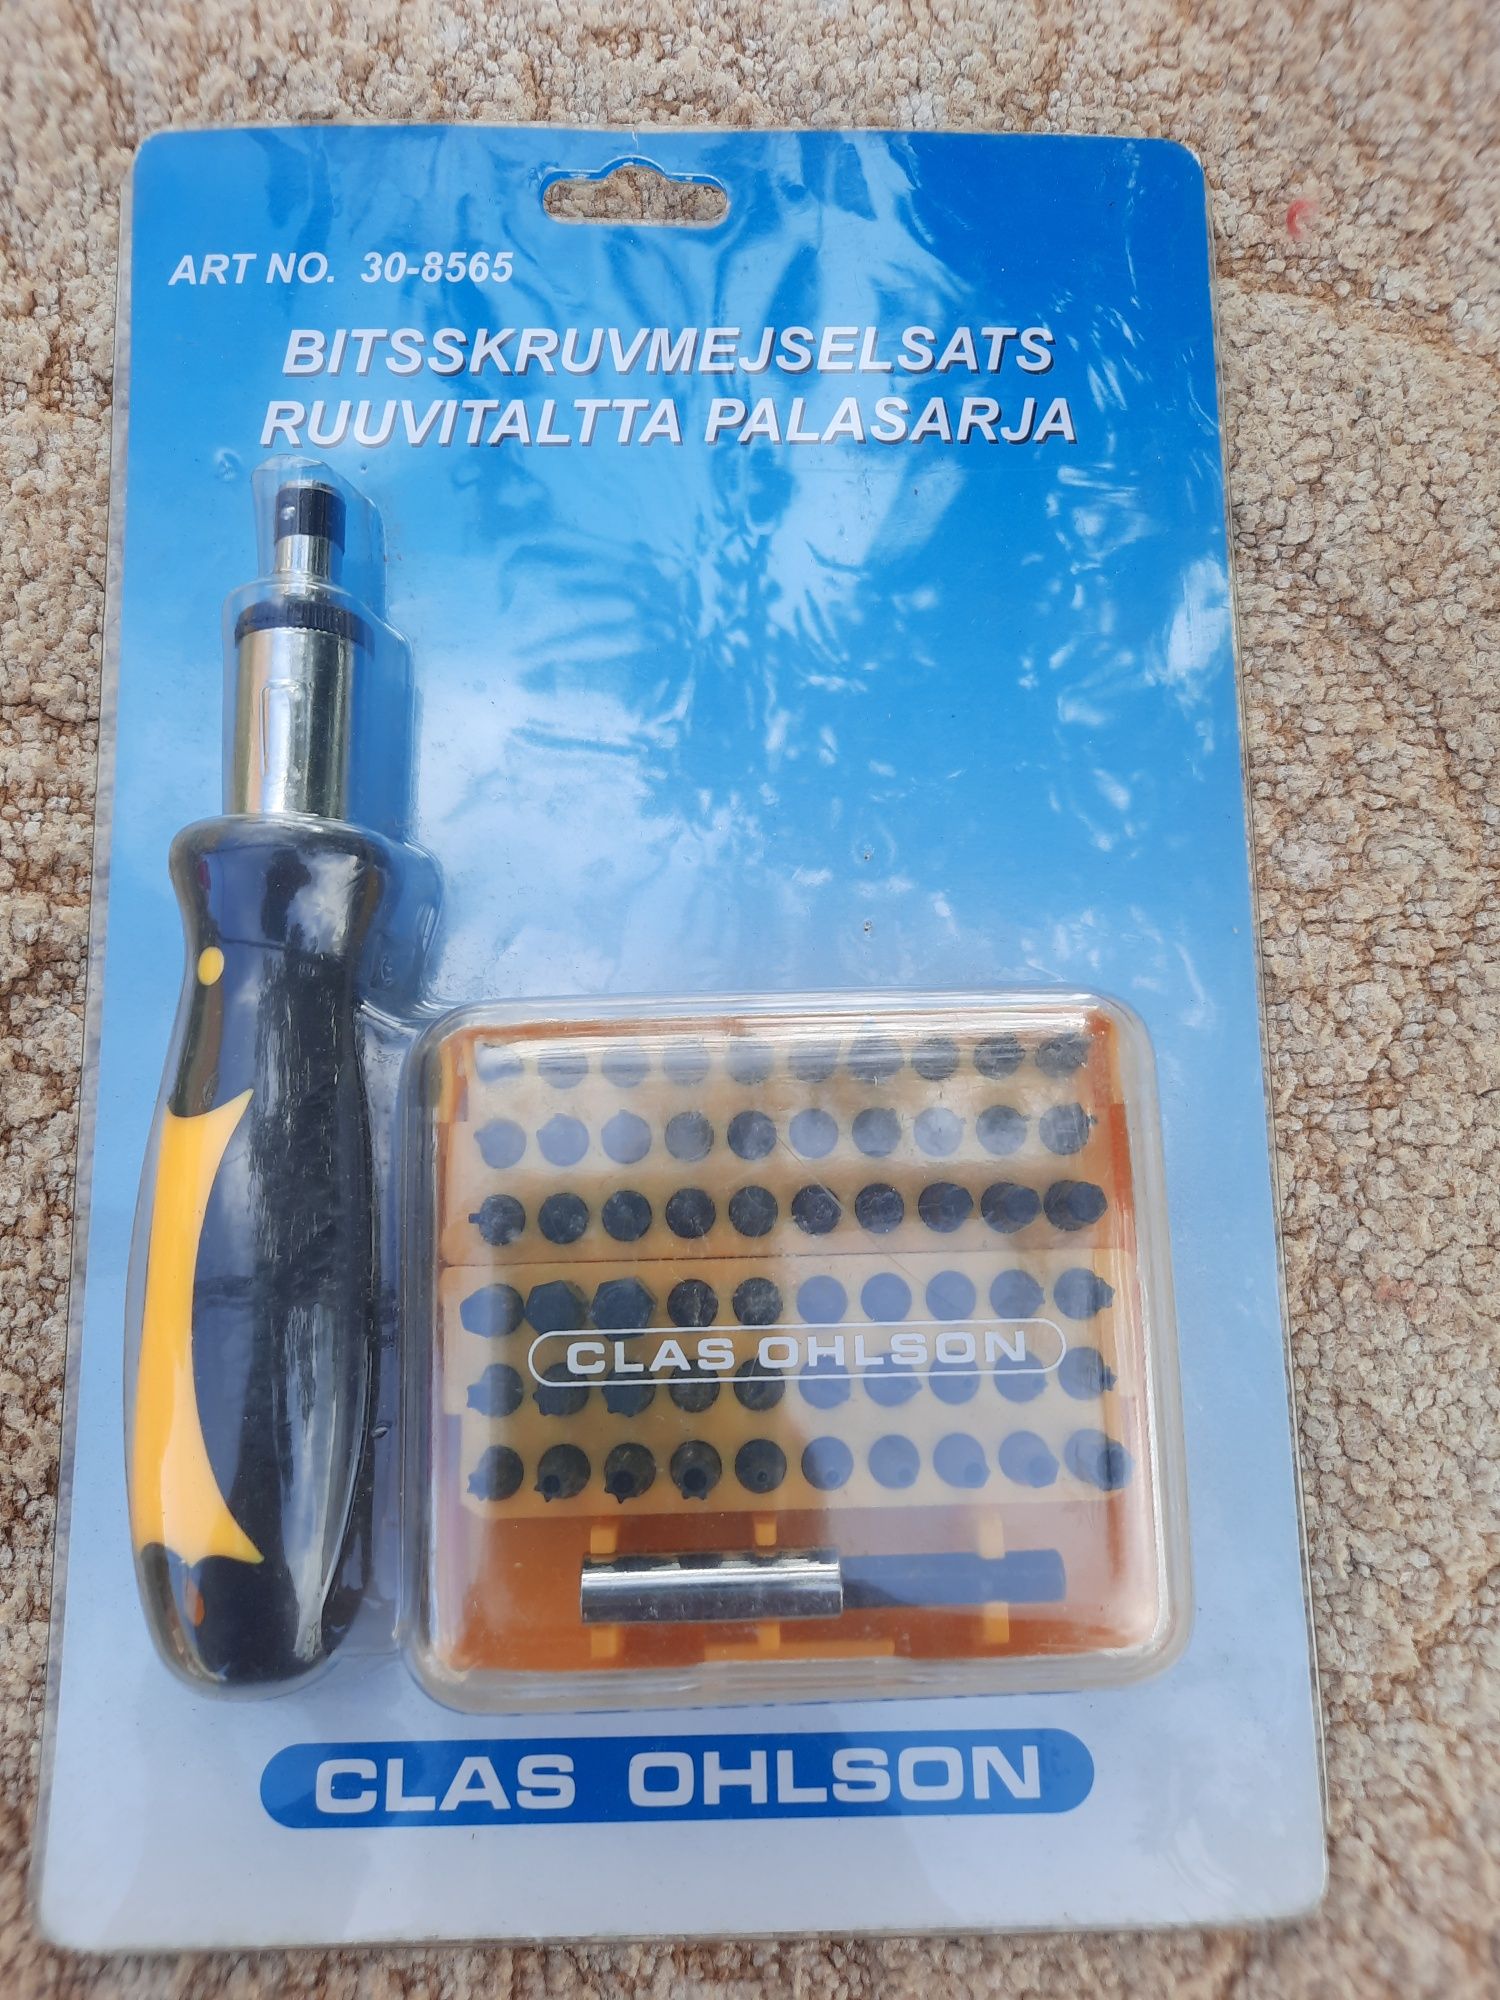 ART NO. 30-8565
BITSSKRUVMEJSELSATS
RUUVITALTTA PALASARJA
CLAS OHLSON
CLAS OHLSON